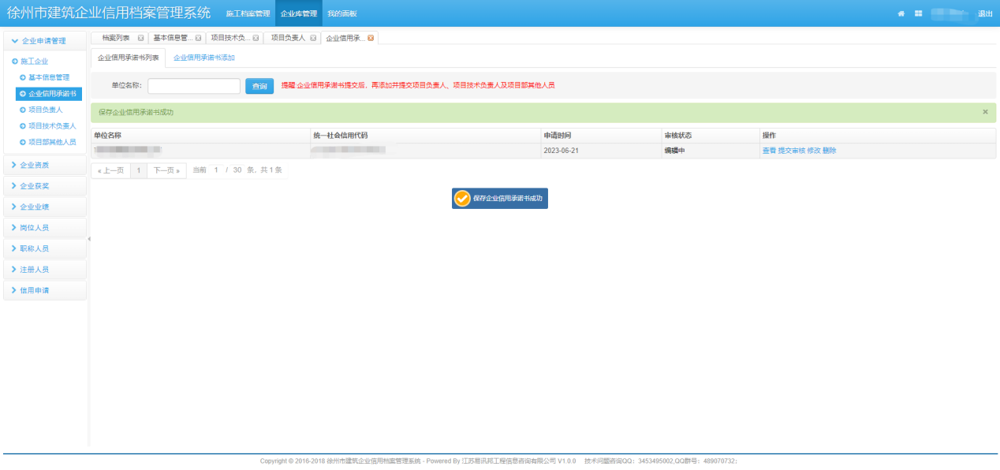 徐州市建筑企业信用档案管理系统 施工档案管理 企业库管理 我的面板 退出
企业申请管理
施工企业
基本信息管理
企业信用承诺书
项目负责人
项目技术负责人
项目部其他人员
企业资质
企业获奖
企业业绩
岗位人员
职称人员
注册人员
信用申请
档案列表 基本信息管... 项目技术负... 项目负责人 企业信用承...
企业信用承诺书列表 企业信用承诺书添加
单位名称: 查询 提醒:企业信用承诺书提交后，再添加并提交项目负责人、项目技术负责人及项目部其他人员
保存企业信用承诺书成功 ×
单位名称 统一社会信用代码 申请时间 审核状态 操作
2023-06-21 编辑中 查看 提交审核 修改 删除
« 上一页 1 下一页 » 当前 1 / 30 条，共 1 条
保存企业信用承诺书成功
Copyright © 2016-2018 徐州市建筑企业信用档案管理系统 - Powered By 江苏易讯邦工程信息咨询有限公司 V1.0.0 技术问题咨询QQ：3453495002,QQ群号：489070732；